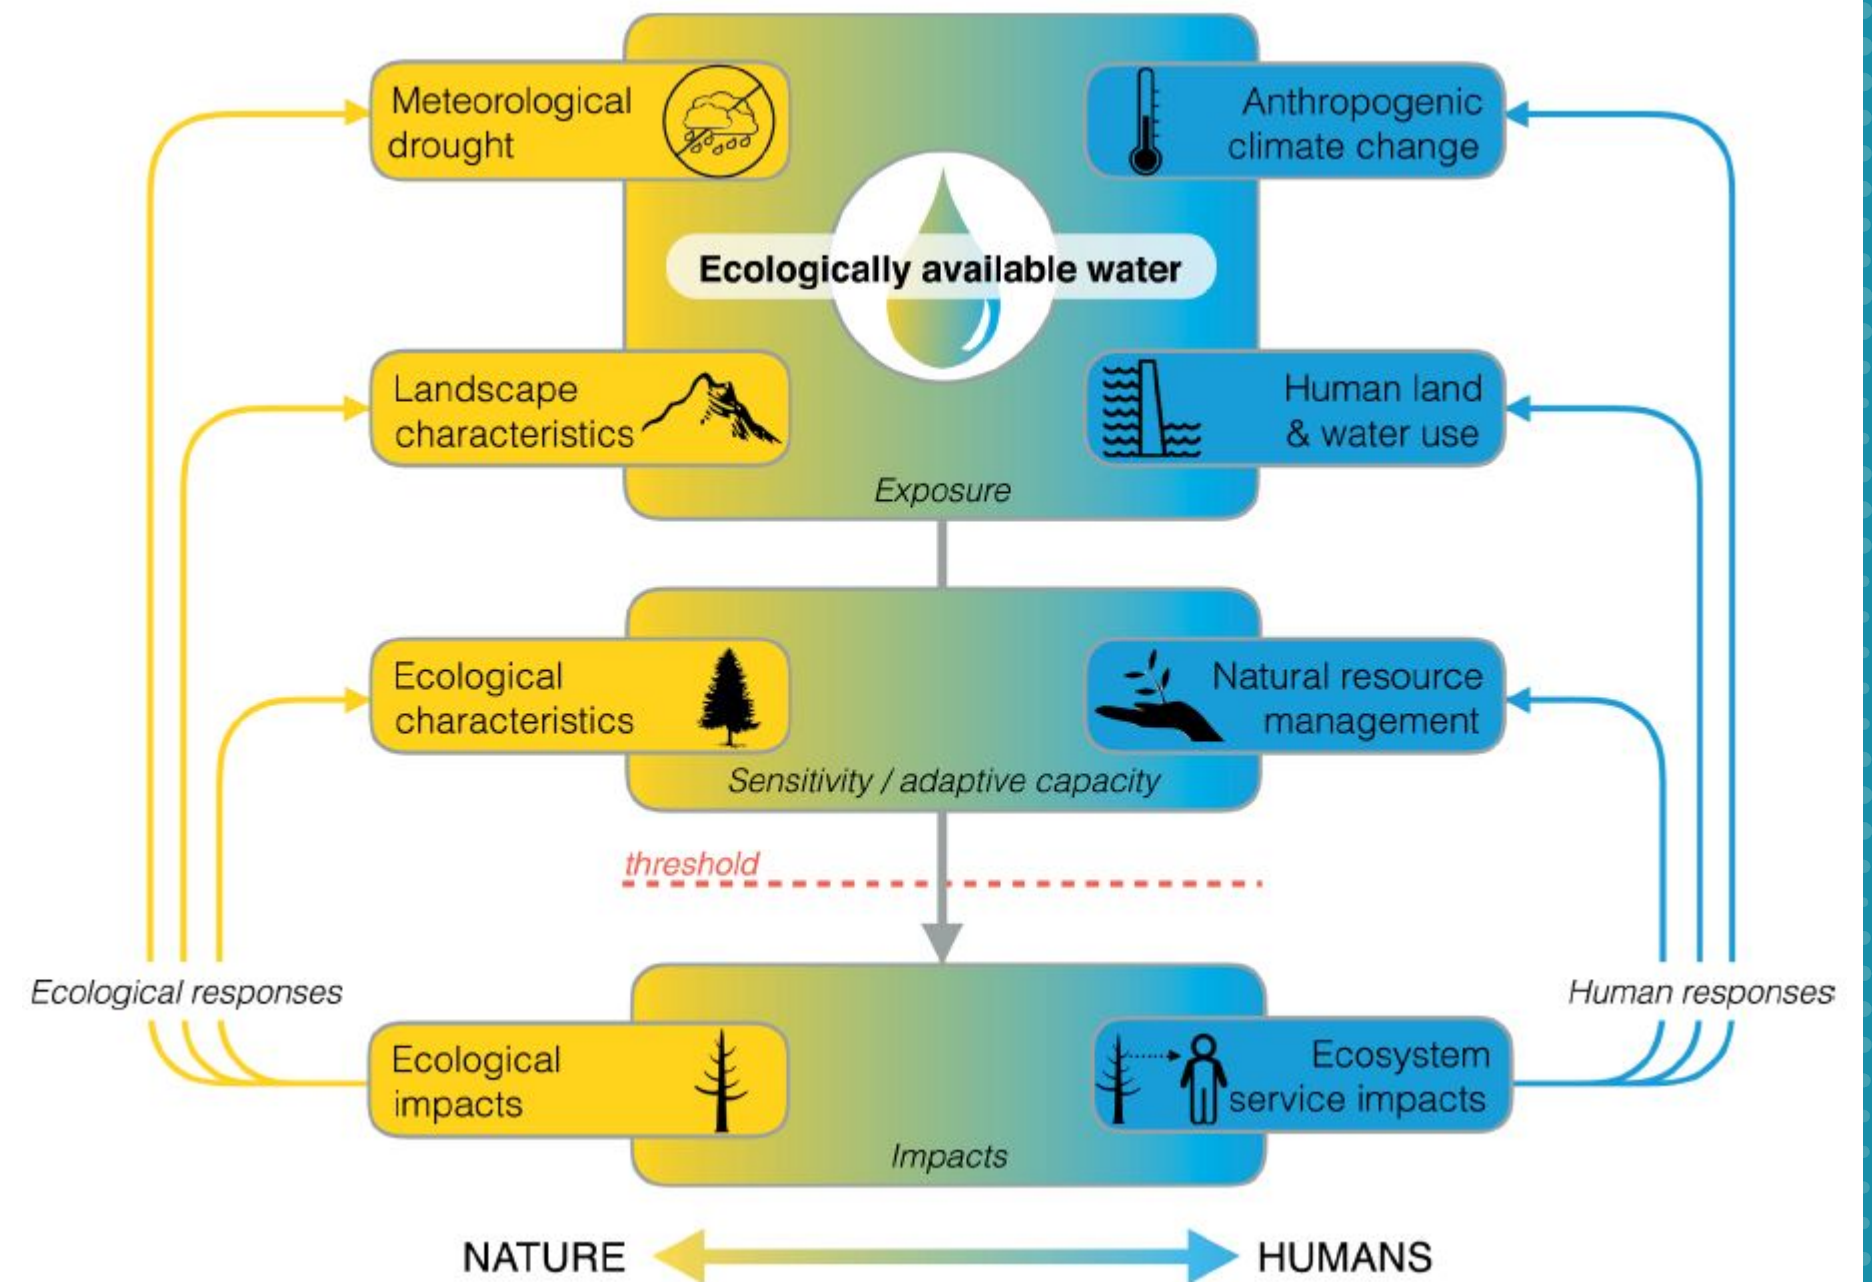 Meteorological
drought
Anthropogenic
climate change
Ecologically available water
Landscape
characteristics
Human land
& water use
Exposure
Ecological
characteristics
Natural resource
management
Sensitivity / adaptive capacity
threshold
Ecological responses
Human responses
Ecological
impacts
Ecosystem
service impacts
Impacts
NATURE
HUMANS